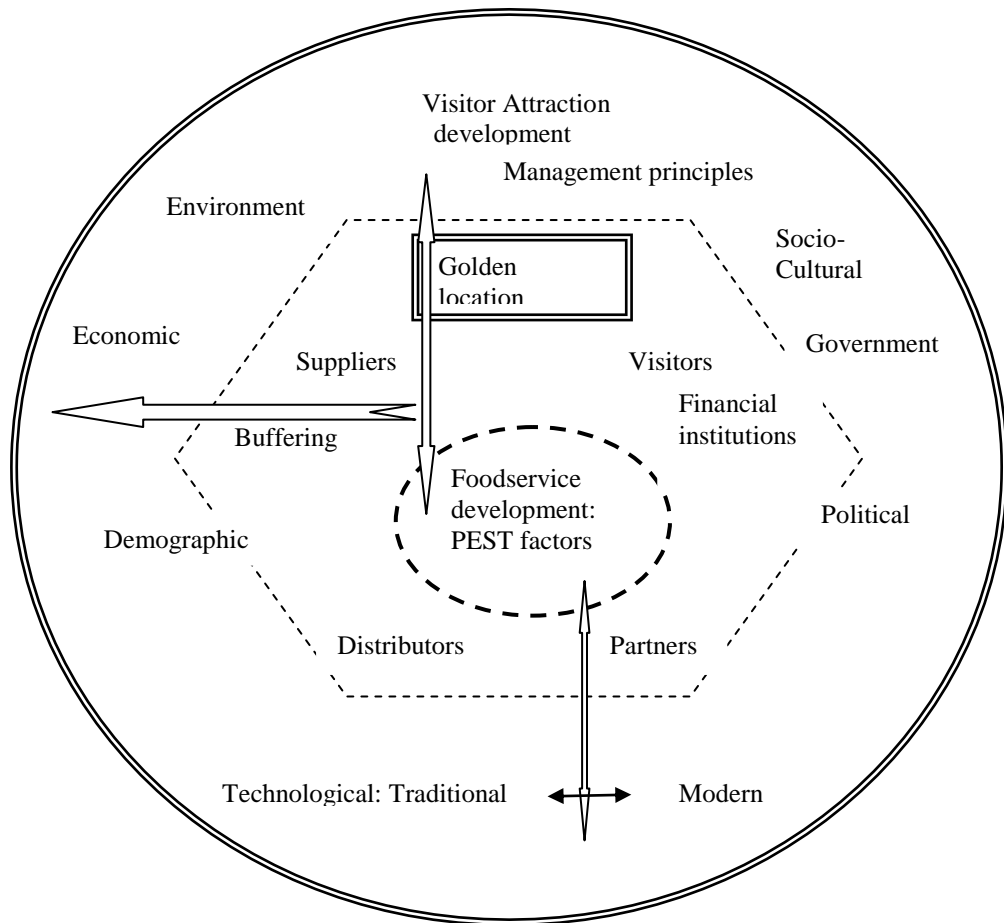 Visitor Attraction
development
Management principles
Environment
Socio-
Cultural
Golden
location
Economic
Government
Suppliers
Visitors
Financial
institutions
Buffering
Foodservice
development:
PEST factors
Political
Demographic
Distributors
Partners
Technological: Traditional
Modern